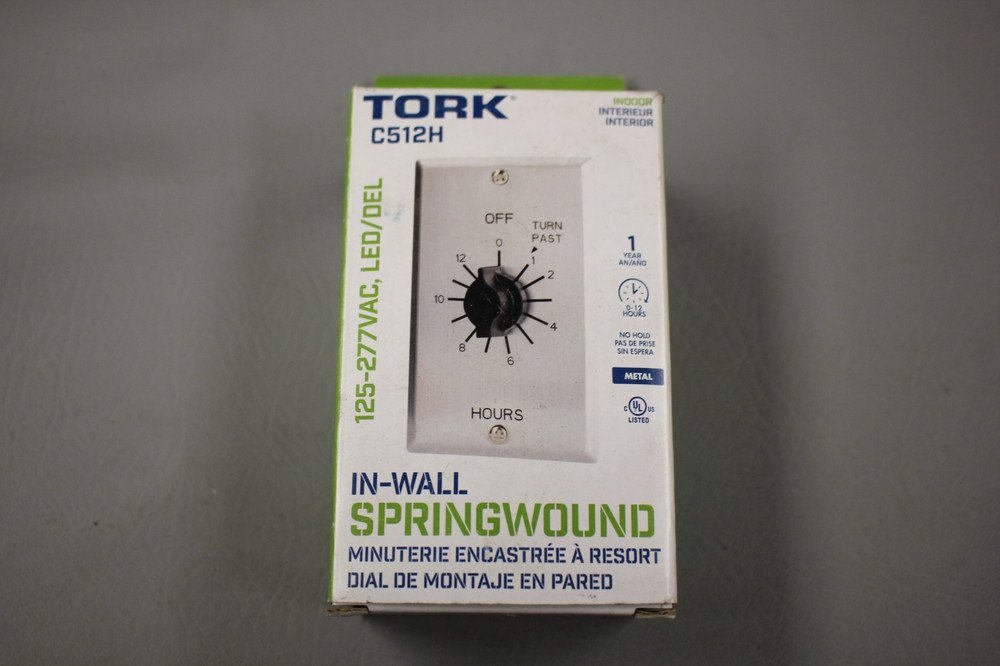 TORK®
C512H
INDOOR
INTERIEUR
INTERIOR
125-277VAC, LED/DEL
OFF
TURN
PAST
0
1
2
4
6
8
10
12
HOURS
1
YEAR
AN/AÑO
0-12
HOURS
NO HOLD
PAS DE PRISE
SIN ESPERA
METAL
C UL US
LISTED
IN-WALL
SPRINGWOUND
MINUTERIE ENCASTRÉE À RESORT
DIAL DE MONTAJE EN PARED